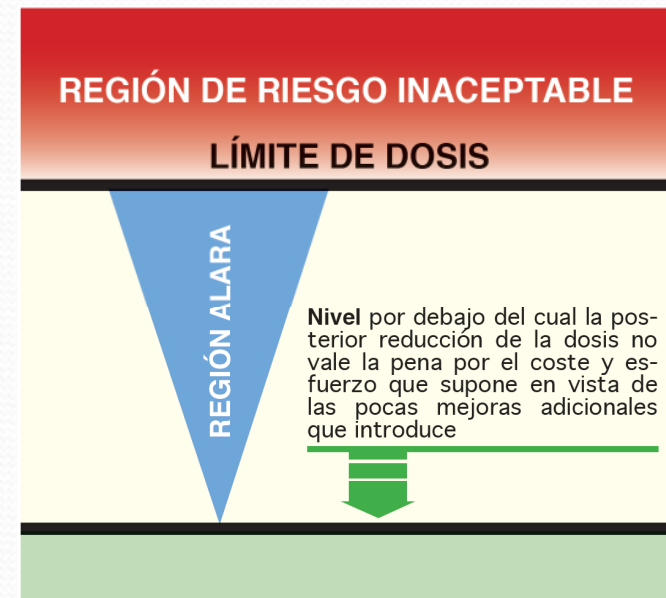 REGIÓN DE RIESGO INACEPTABLE
LÍMITE DE DOSIS
REGIÓN ALARA
Nivel por debajo del cual la pos-
terior reducción de la dosis no
vale la pena por el coste y es-
fuerzo que supone en vista de
las pocas mejoras adicionales
que introduce